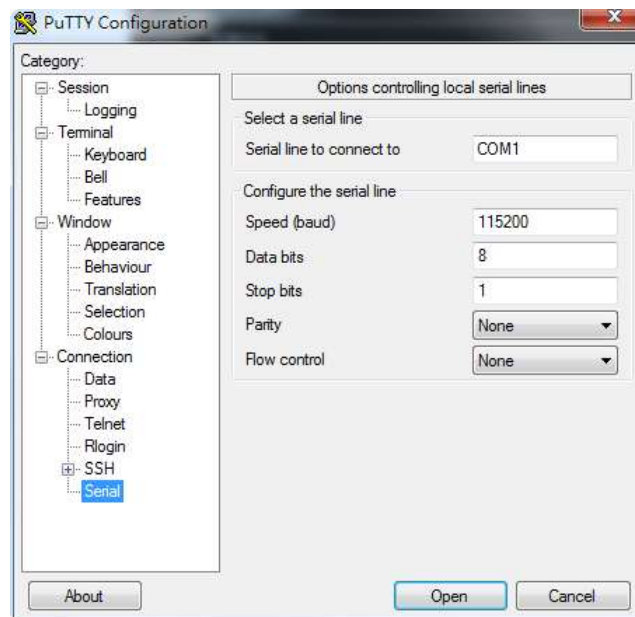 PuTTY Configuration
Category:
Session
Logging
Terminal
Keyboard
Bell
Features
Window
Appearance
Behaviour
Translation
Selection
Colours
Connection
Data
Proxy
Telnet
Rlogin
SSH
Serial
Options controlling local serial lines
Select a serial line
Serial line to connect to COM1
Configure the serial line
Speed (baud) 115200
Data bits 8
Stop bits 1
Parity None
Flow control None
About Open Cancel